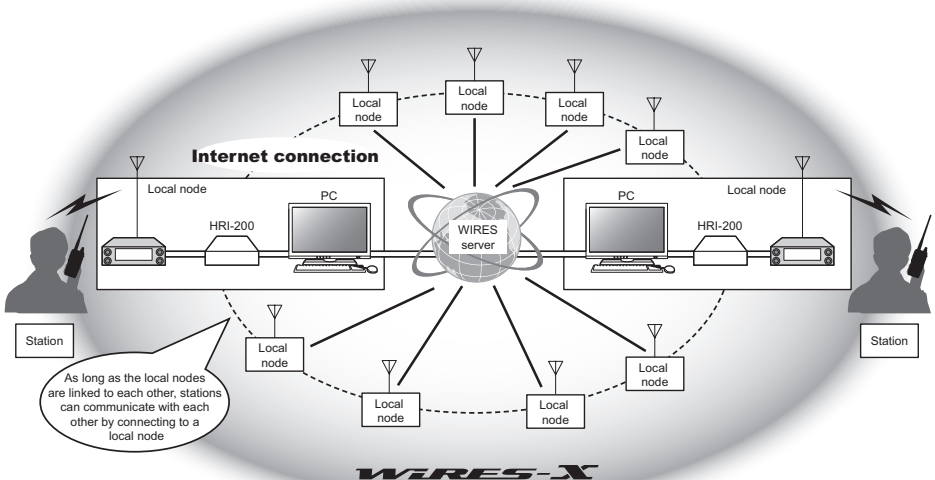 Local
node
Local
node
Local
node
Local
node
Internet connection
Local node
PC
HRI-200
WIRES
server
PC
Local node
HRI-200
Station
Station
Local
node
Local
node
Local
node
Local
node
As long as the local nodes
are linked to each other, stations
can communicate with each
other by connecting to a
local node
WIRES-X